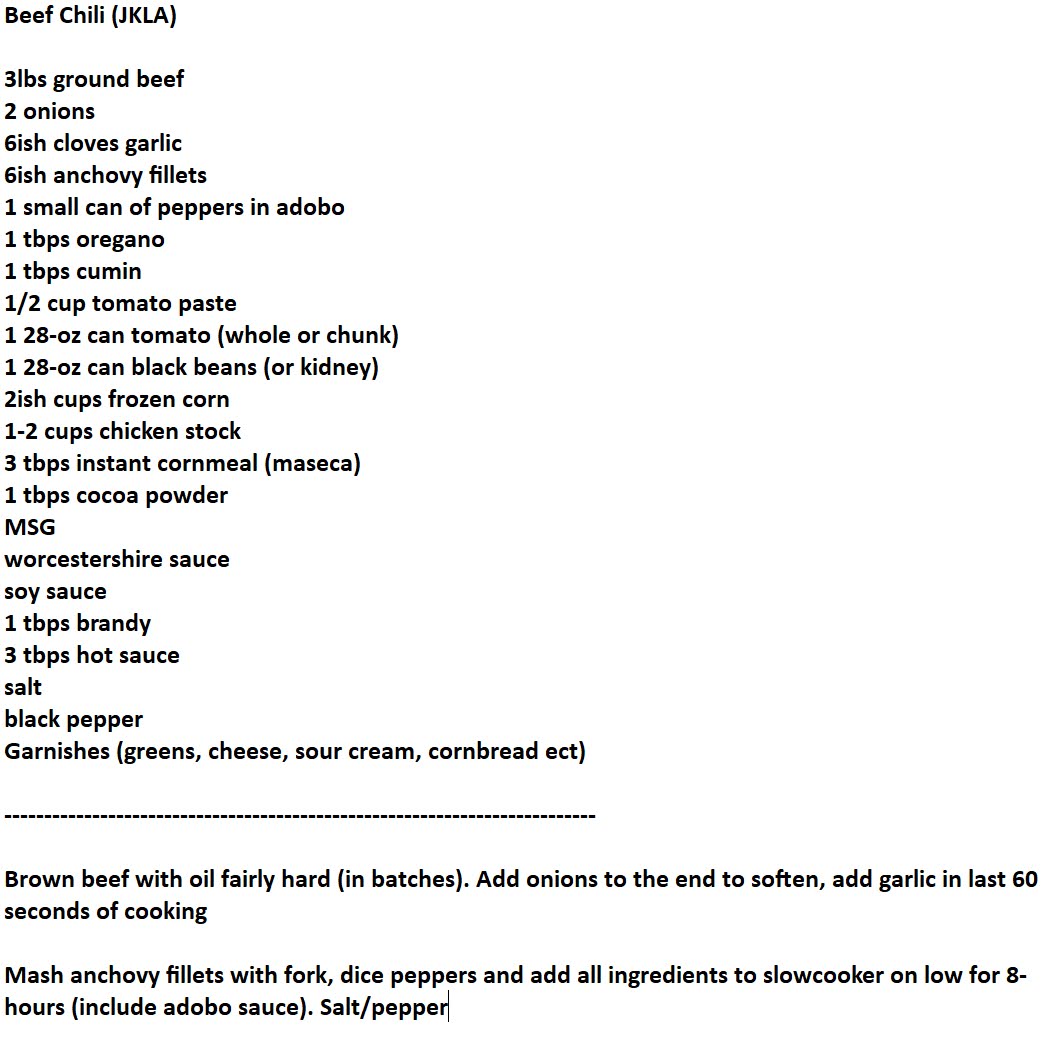 Beef Chili (JKLA)
3lbs ground beef
2 onions
6ish cloves garlic
6ish anchovy fillets
1 small can of peppers in adobo
1 tbps oregano
1 tbps cumin
1/2 cup tomato paste
1 28-oz can tomato (whole or chunk)
1 28-oz can black beans (or kidney)
2ish cups frozen corn
1-2 cups chicken stock
3 tbps instant cornmeal (maseca)
1 tbps cocoa powder
MSG
worcestershire sauce
soy sauce
1 tbps brandy
3 tbps hot sauce
salt
black pepper
Garnishes (greens, cheese, sour cream, cornbread ect)
--------------------------------------------------------------------------
Brown beef with oil fairly hard (in batches). Add onions to the end to soften, add garlic in last 60
seconds of cooking
Mash anchovy fillets with fork, dice peppers and add all ingredients to slowcooker on low for 8-
hours (include adobo sauce). Salt/pepper